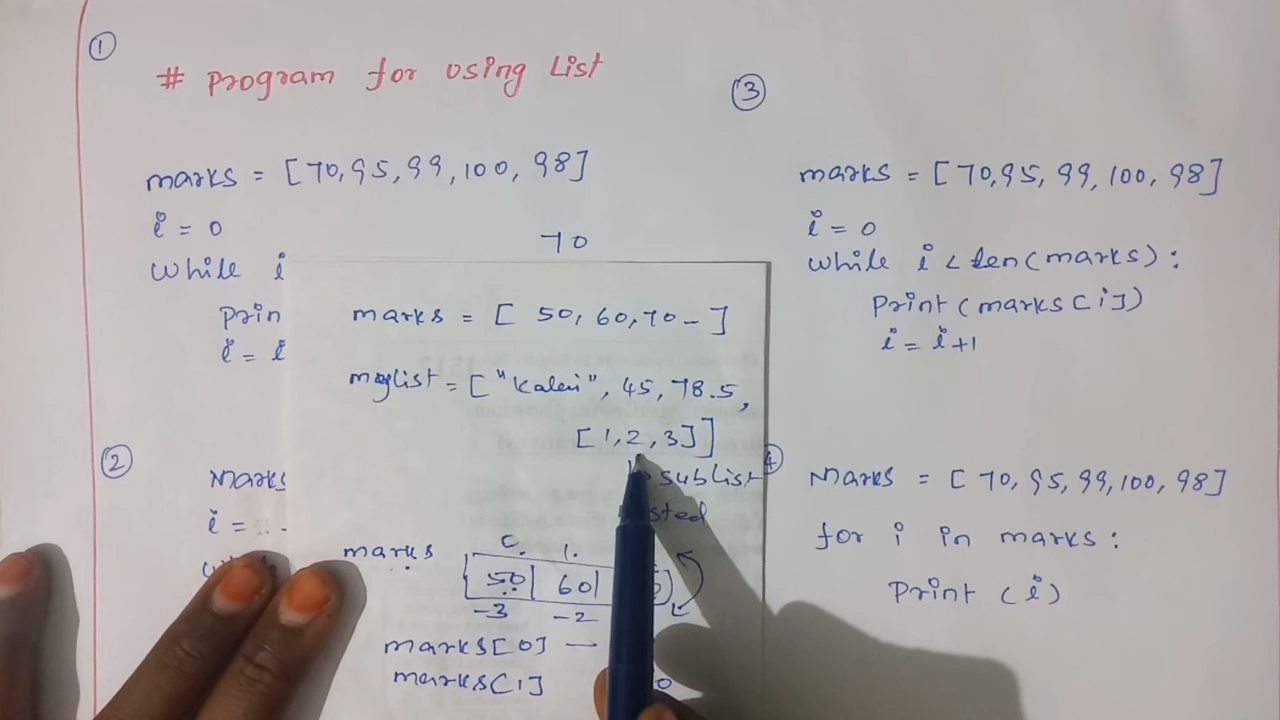 ①
# program for using List
marks = [70,95,99,100,98]
i = 0
while i
prin
i = i
70
②
Marks
i =
③
marks = [70,95,99,100,98]
i = 0
while i < len(marks):
Print(marks[i])
i = i+1
④
Marks = [70,95,99,100,98]
for i in marks:
Print (i)
marks = [50,60,70-]
mylist = ["Kalai", 45, 78.5,
[1,2,3]]
sublist
marks
0. 1.
50 60
-3 -2
marks[0] —
marks[1]